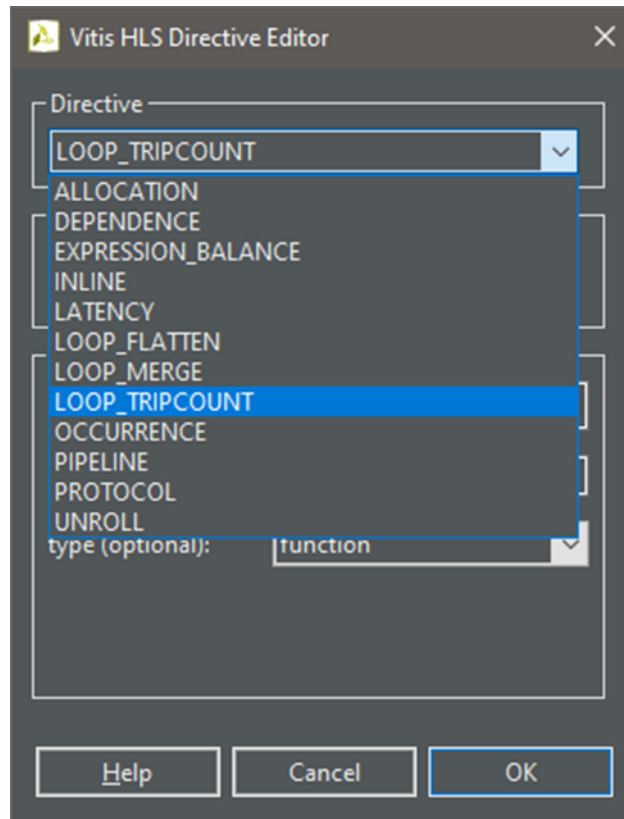 Vitis HLS Directive Editor
Directive
LOOP_TRIPCOUNT
ALLOCATION
DEPENDENCE
EXPRESSION_BALANCE
INLINE
LATENCY
LOOP_FLATTEN
LOOP_MERGE
LOOP_TRIPCOUNT
OCCURRENCE
PIPELINE
PROTOCOL
UNROLL
type (optional): function
Help Cancel OK